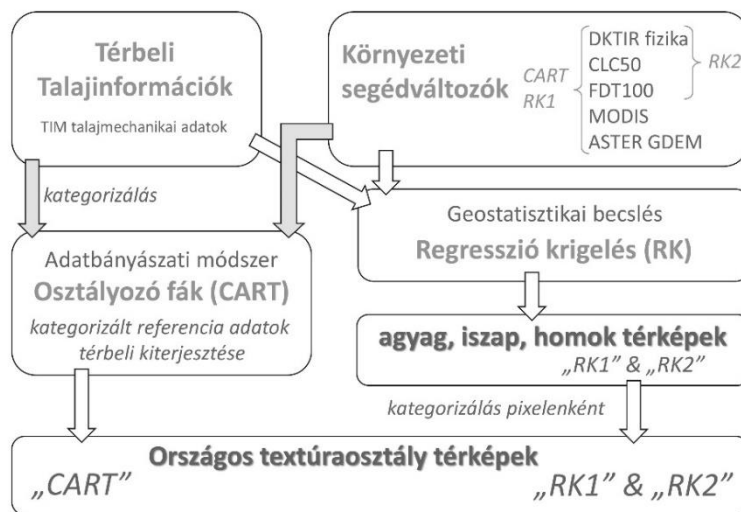 Térbeli
Talajinformációk
TIM talajmechanikai adatok
Környezeti
segédváltozók
CART
RK1
DKTIR fizika
CLC50
FDT100
MODIS
ASTER GDEM
RK2
kategorizálás
Adatbányászati módszer
Osztályozó fák (CART)
kategorizált referencia adatok
térbeli kiterjesztése
Geostatisztikai becslés
Regresszió krigelés (RK)
agyag, iszap, homok térképek
„RK1” & „RK2”
kategorizálás pixelenként
Országos textúraosztály térképek
„CART”
„RK1” & „RK2”